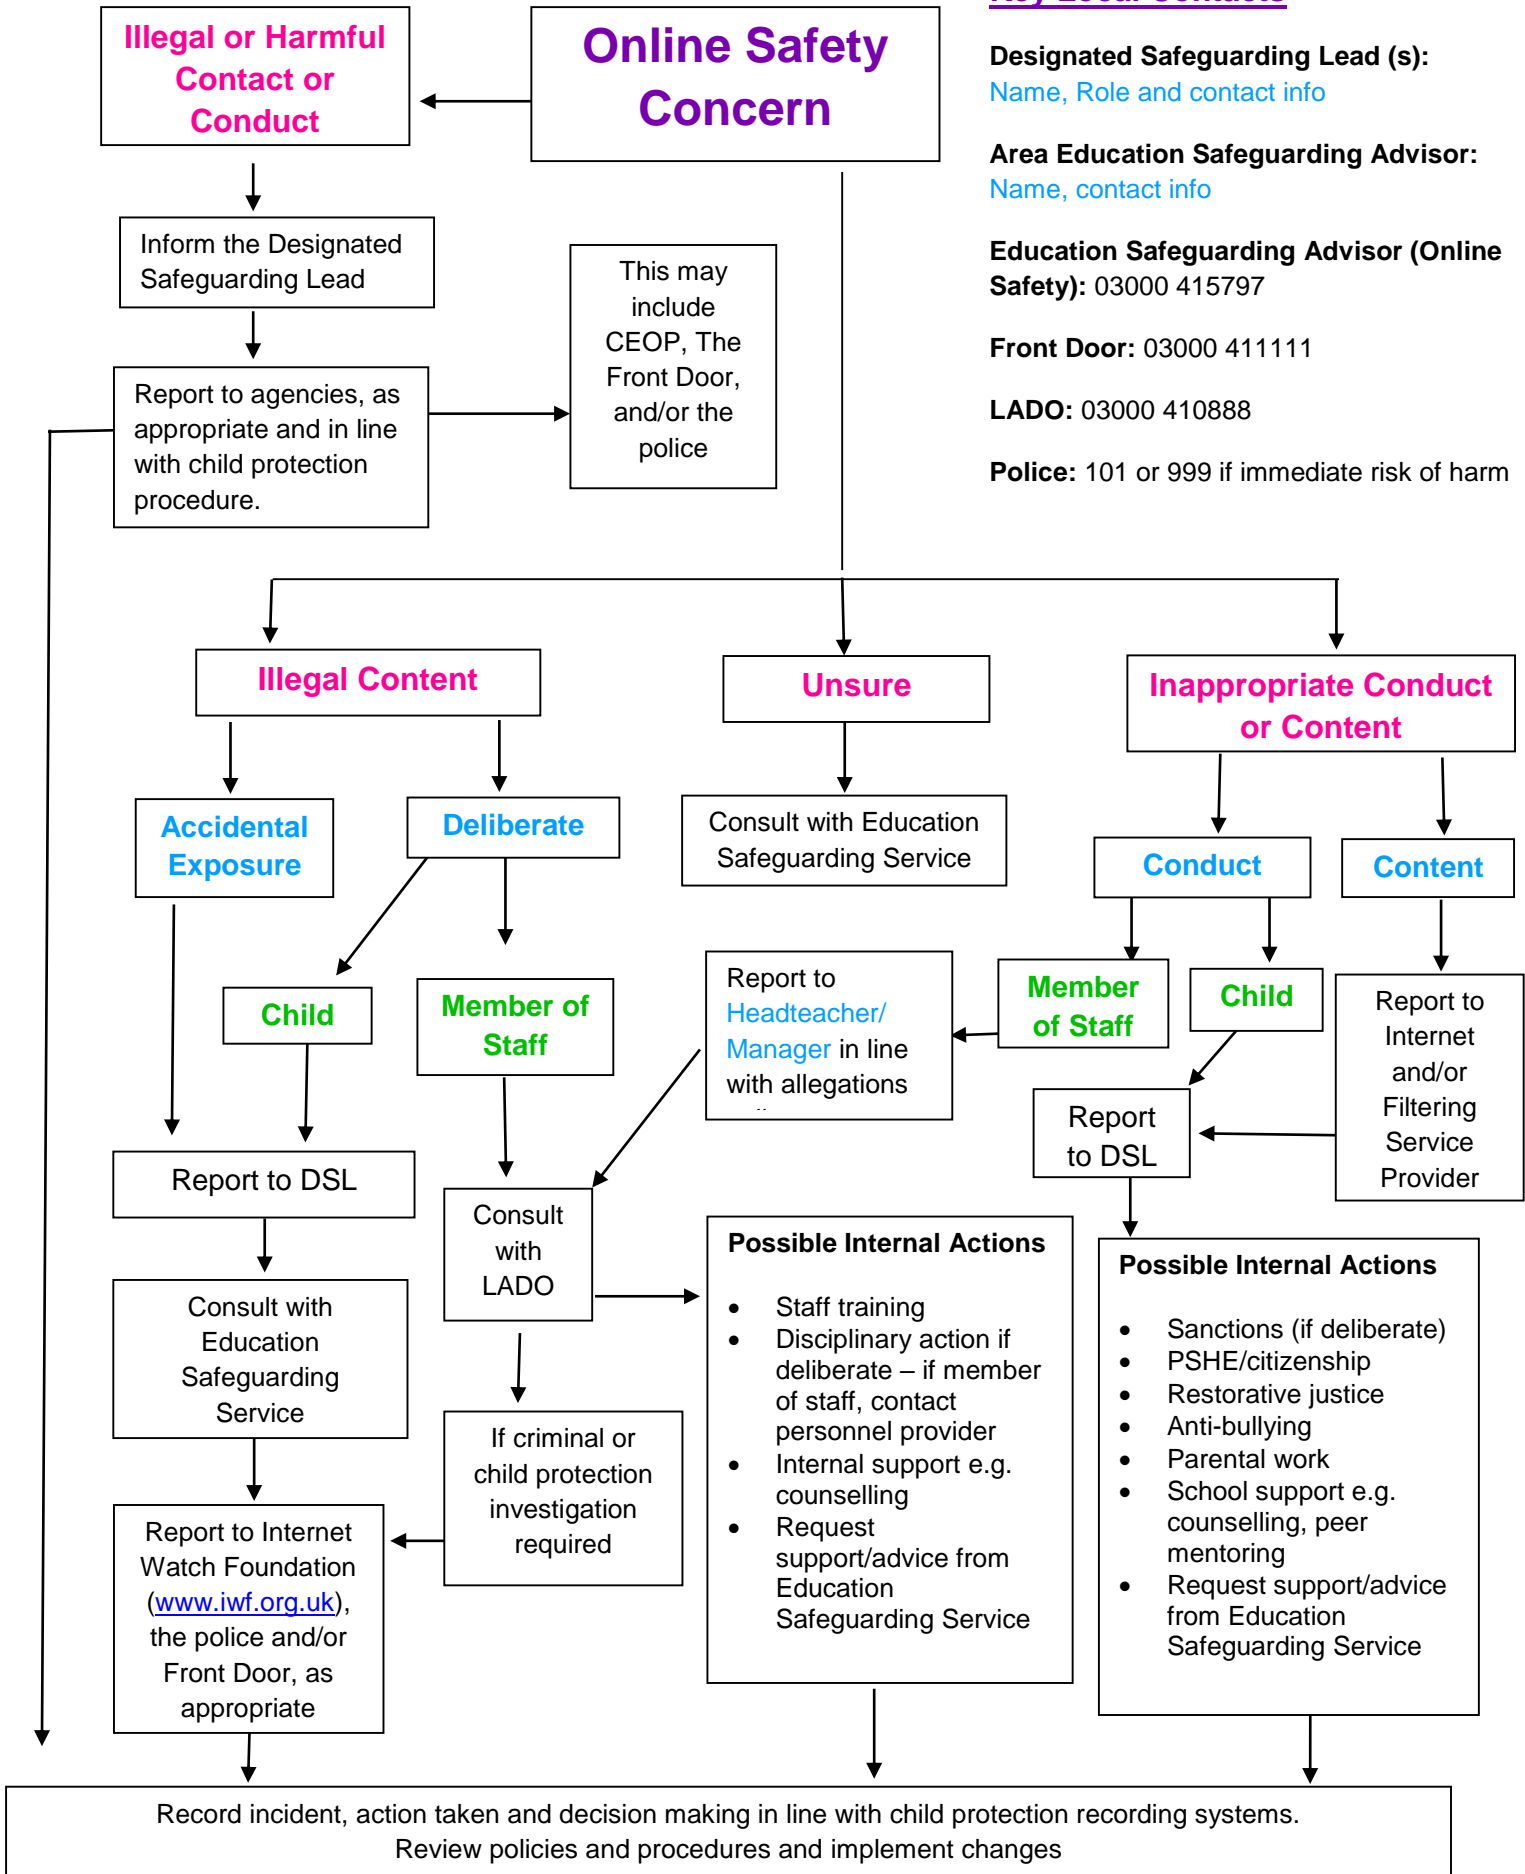 Key Local Contacts
Illegal or Harmful
Contact or
Conduct
Online Safety
Concern
Designated Safeguarding Lead (s):
Name, Role and contact info
Area Education Safeguarding Advisor:
Name, contact info
Education Safeguarding Advisor (Online
Safety): 03000 415797
Front Door: 03000 411111
LADO: 03000 410888
Police: 101 or 999 if immediate risk of harm
Inform the Designated
Safeguarding Lead
This may
include
CEOP, The
Front Door,
and/or the
police
Report to agencies, as
appropriate and in line
with child protection
procedure.
Illegal Content
Unsure
Inappropriate Conduct
or Content
Accidental
Exposure
Deliberate
Consult with Education
Safeguarding Service
Conduct
Content
Child
Member of
Staff
Report to
Headteacher/
Manager in line
with allegations
Member
of Staff
Child
Report to
Internet
and/or
Filtering
Service
Provider
Report to DSL
Consult
with
LADO
Report
to DSL
Consult with
Education
Safeguarding
Service
If criminal or
child protection
investigation
required
Report to Internet
Watch Foundation
(www.iwf.org.uk),
the police and/or
Front Door, as
appropriate
Possible Internal Actions
• Staff training
• Disciplinary action if
deliberate – if member
of staff, contact
personnel provider
• Internal support e.g.
counselling
• Request
support/advice from
Education
Safeguarding Service
Possible Internal Actions
• Sanctions (if deliberate)
• PSHE/citizenship
• Restorative justice
• Anti-bullying
• Parental work
• School support e.g.
counselling, peer
mentoring
• Request support/advice
from Education
Safeguarding Service
Record incident, action taken and decision making in line with child protection recording systems.
Review policies and procedures and implement changes